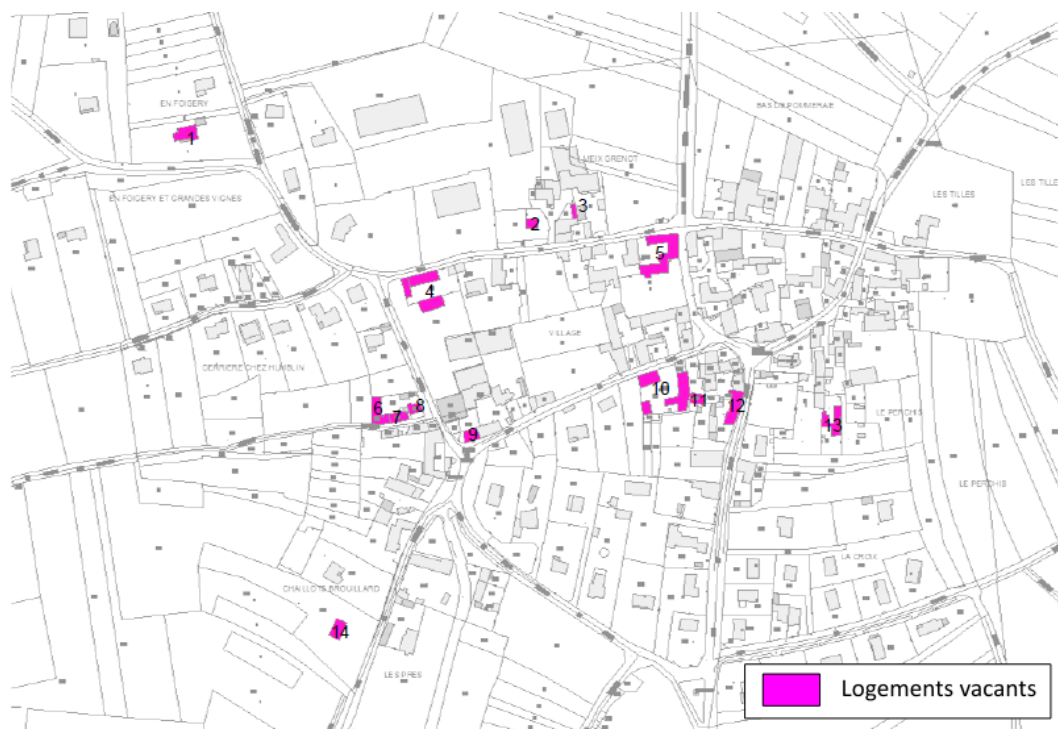 EN FOIGERY
BAS DU POMMERAIE
1
MEIX GRENOT
LES TILLES
LES TILLE
EN FOIGERY ET GRANDES VIGNES
3
2
5
4
VILLAGE
DERRIERE CHEZ HUMBLIN
10
6
8
7
11
12
LE PERCHIS
13
9
LE PERCHIS
LA CROIX
CHAILLOTS BROUILLARD
14
LES PRES
Logements vacants